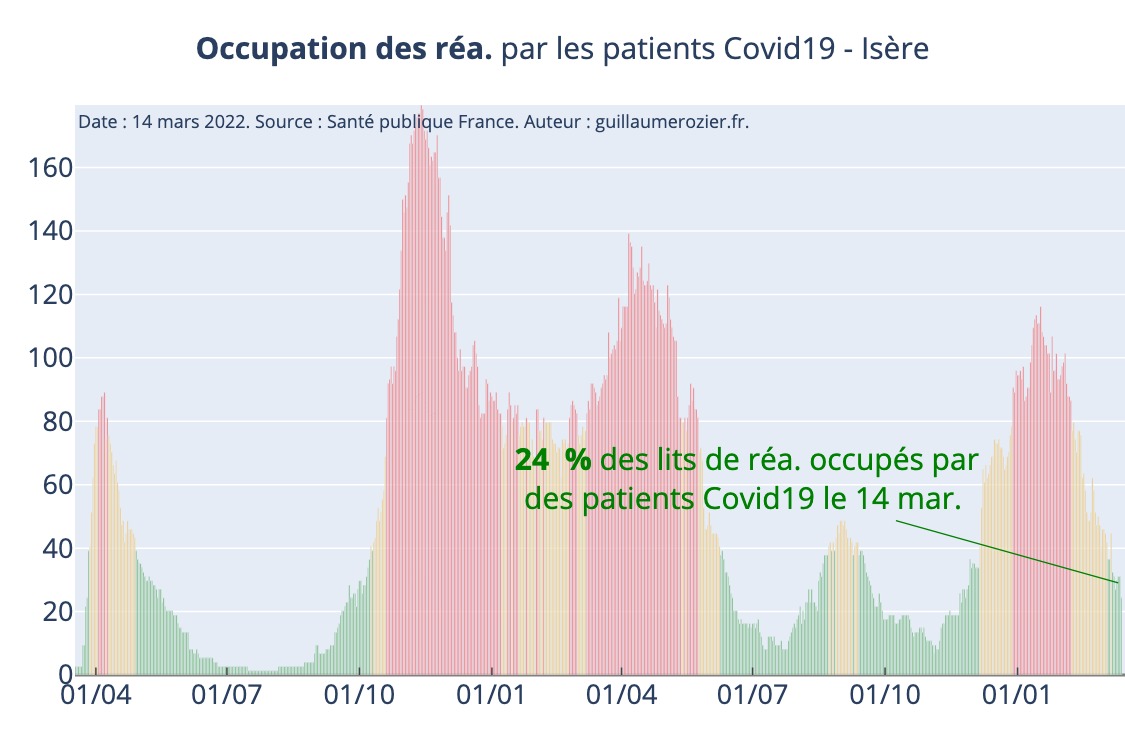 Occupation des réa. par les patients Covid19 - Isère
Date : 14 mars 2022. Source : Santé publique France. Auteur : guillaumerozier.fr.
160
140
120
100
80
24 % des lits de réa. occupés par
des patients Covid19 le 14 mar.
60
40
20
0
01/04 01/07 01/10 01/01 01/04 01/07 01/10 01/01